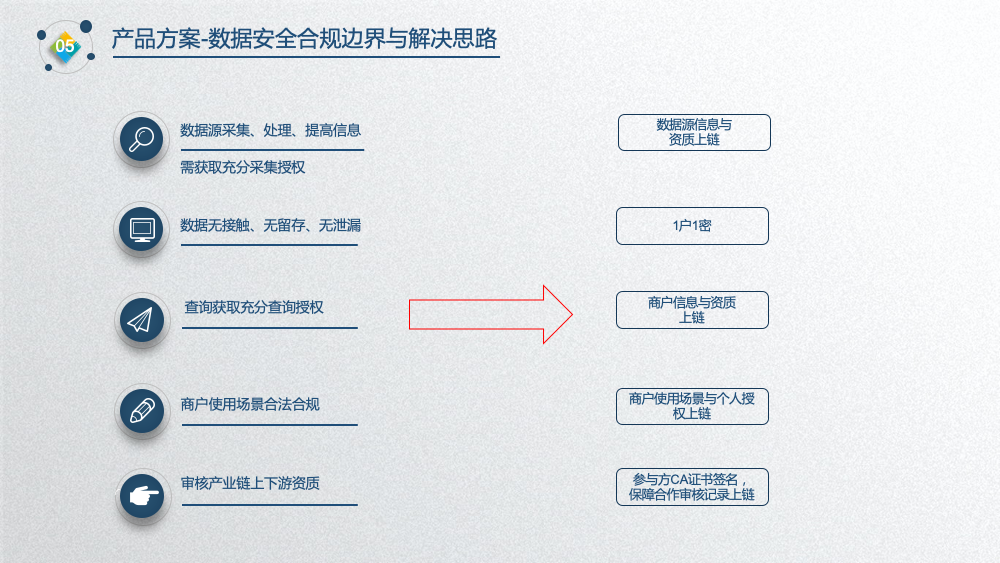 05
产品方案-数据安全合规边界与解决思路
数据源采集、处理、提高信息
需获取充分采集授权
数据源信息与
资质上链
数据无接触、无留存、无泄漏
1户1密
查询获取充分查询授权
商户信息与资质
上链
商户使用场景合法合规
商户使用场景与个人授
权上链
审核产业链上下游资质
参与方CA证书签名，
保障合作审核记录上链